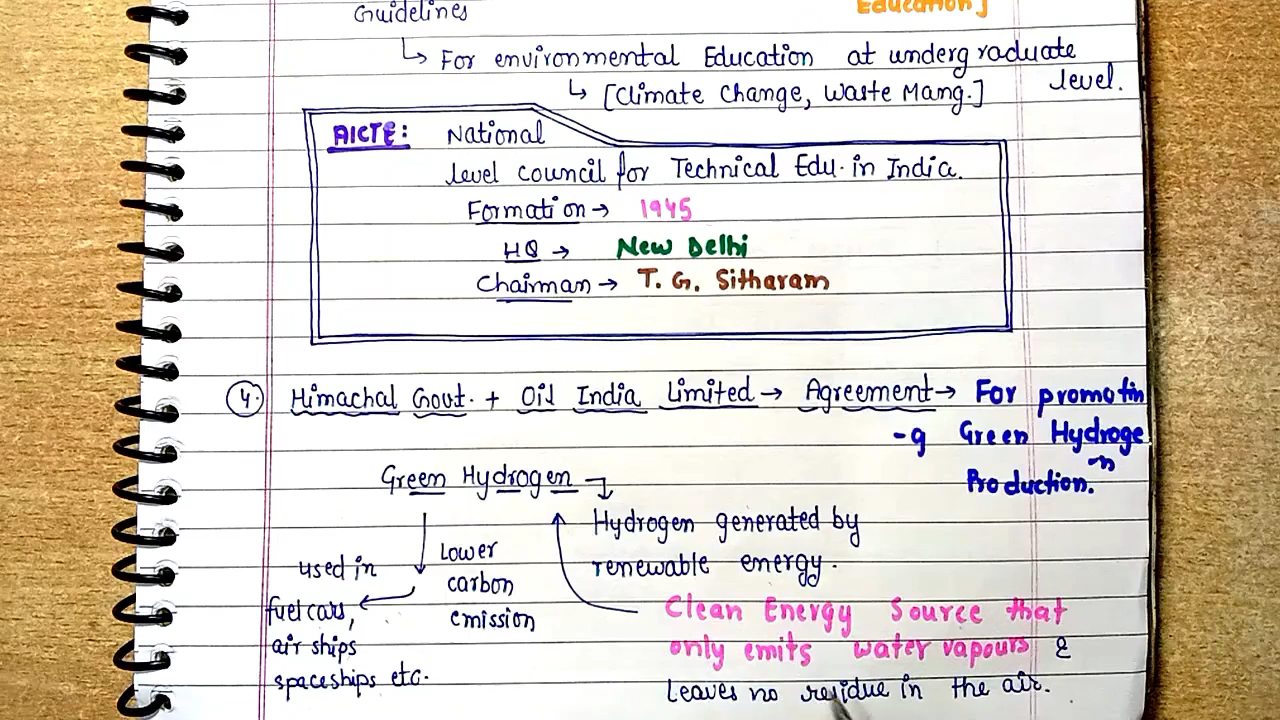 Guidelines
Education]
↳ For environmental Education at undergraduate level.
↳ [Climate Change, Waste Mang.]
AICTE: National
level council for Technical Edu. in India.
Formation → 1945
HQ → New Delhi
Chairman → T. G. Sitharam
4. Himachal Govt. + Oil India Limited → Agreement → For promotin
-g Green Hydroge
n
Production.
Green Hydrogen
Hydrogen generated by
renewable energy.
Lower
carbon
emission
used in
fuel cars,
air ships
spaceships etc.
Clean Energy Source that
only emits water vapours &
Leaves no residue in the air.